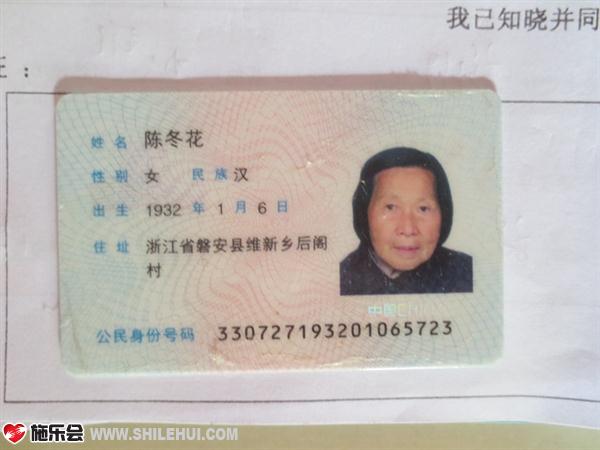 我已知晓并同
正：
姓名 陈冬花
性别 女 民族 汉
出生 1932 年 1 月 6 日
住址 浙江省磐安县维新乡后阁
村
中国CHINA
公民身份号码 330727193201065723
施乐会 WWW.SHILEHUI.COM